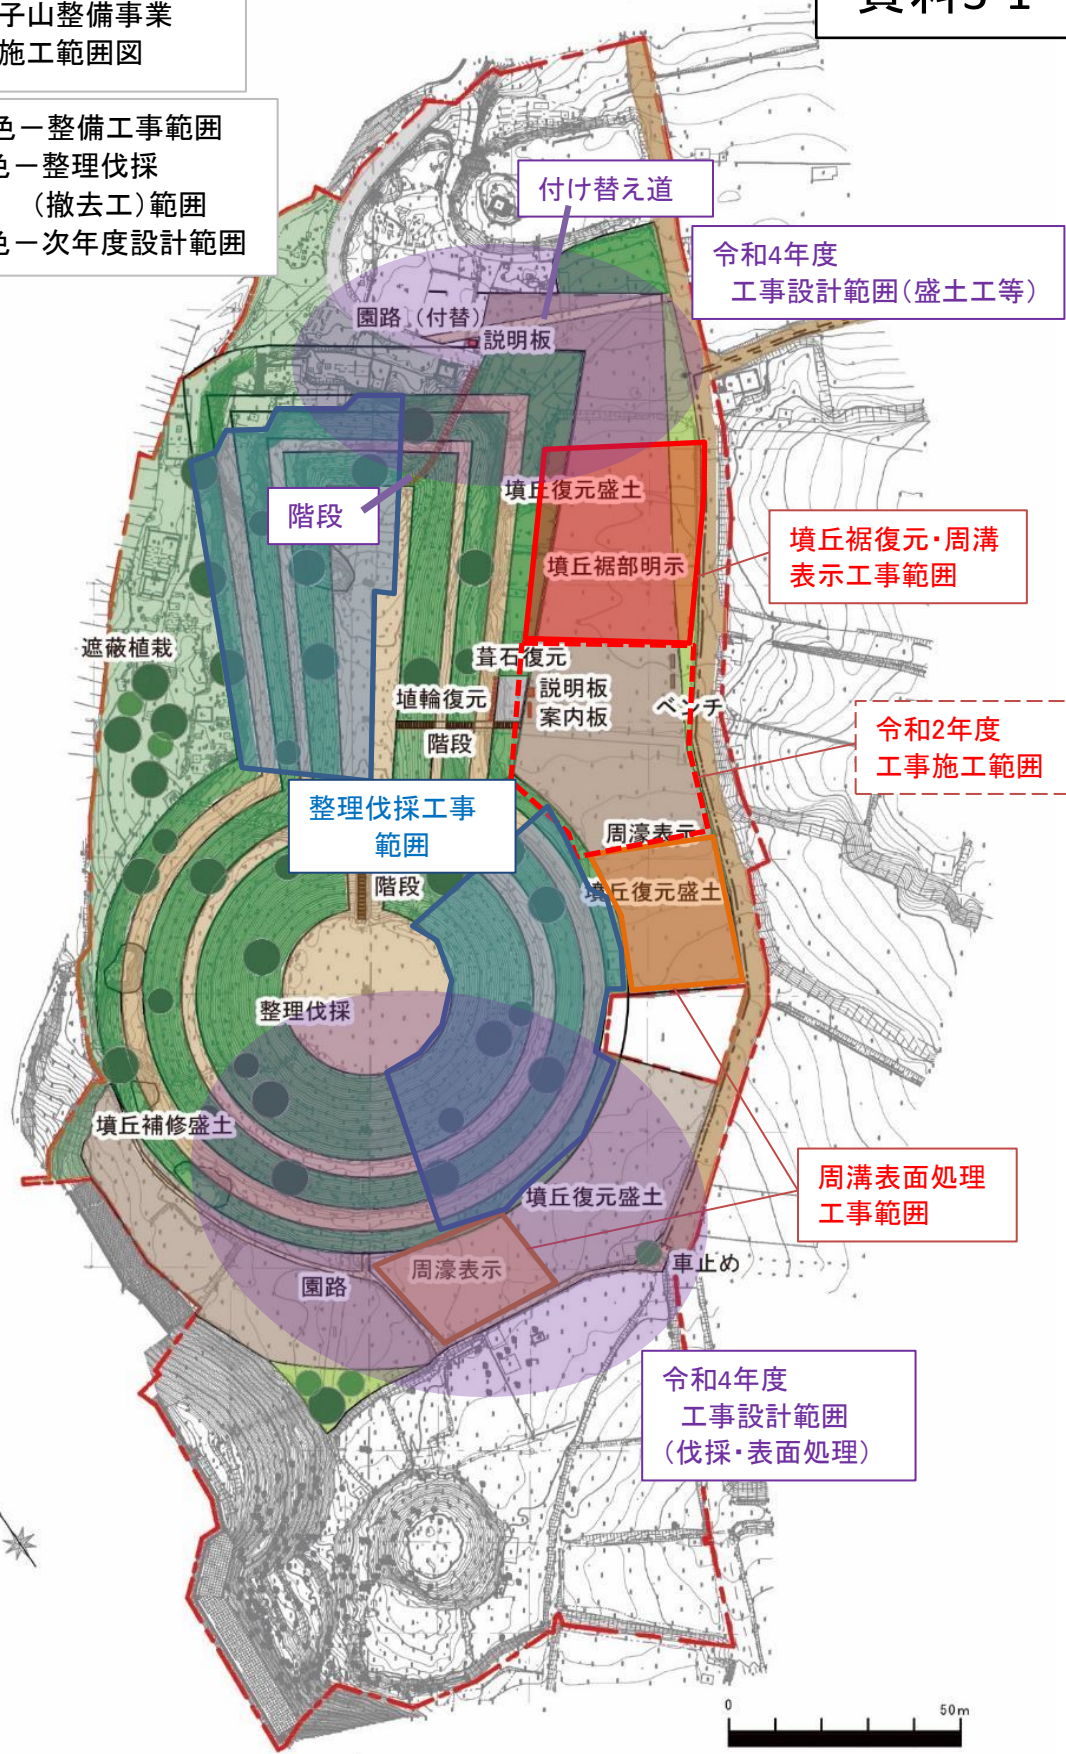 資料3-1
子山整備事業
施工範囲図
色－整備工事範囲
色－整理伐採
（撤去工）範囲
色－次年度設計範囲
付け替え道
令和4年度
工事設計範囲（盛土工等）
園路（付替）
説明板
墳丘復元盛土
階段
墳丘裾部明示
墳丘裾復元・周溝
表示工事範囲
遮蔽植栽
葺石復元
埴輪復元
説明板
案内板
ベンチ
階段
令和2年度
工事施工範囲
整理伐採工事
範囲
周濠表示
階段
墳丘復元盛土
整理伐採
墳丘補修盛土
周溝表面処理
工事範囲
墳丘復元盛土
周濠表示
車止め
園路
令和4年度
工事設計範囲
（伐採・表面処理）
0
50m